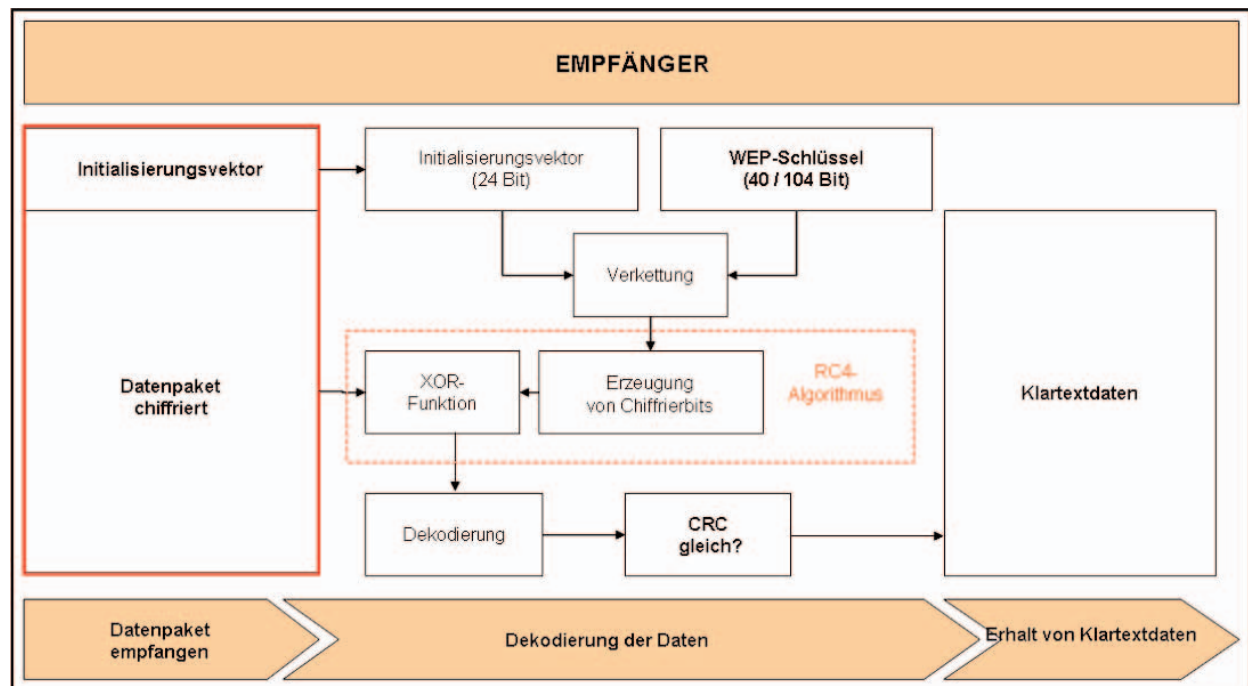 EMPFÄNGER
Initialisierungsvektor
Initialisierungsvektor
(24 Bit)
WEP-Schlüssel
(40 / 104 Bit)
Verkettung
Datenpaket
chiffriert
XOR-
Funktion
Erzeugung
von Chiffrierbits
RC4-
Algorithmus
Klartextdaten
Dekodierung
CRC
gleich?
Datenpaket
empfangen
Dekodierung der Daten
Erhalt von Klartextdaten